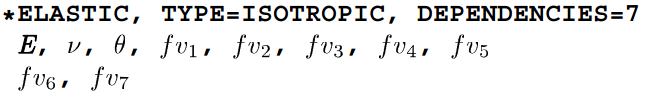 *ELASTIC, TYPE=ISOTROPIC, DEPENDENCIES=7
E, ν, θ, fv₁, fv₂, fv₃, fv₄, fv₅
fv₆, fv₇